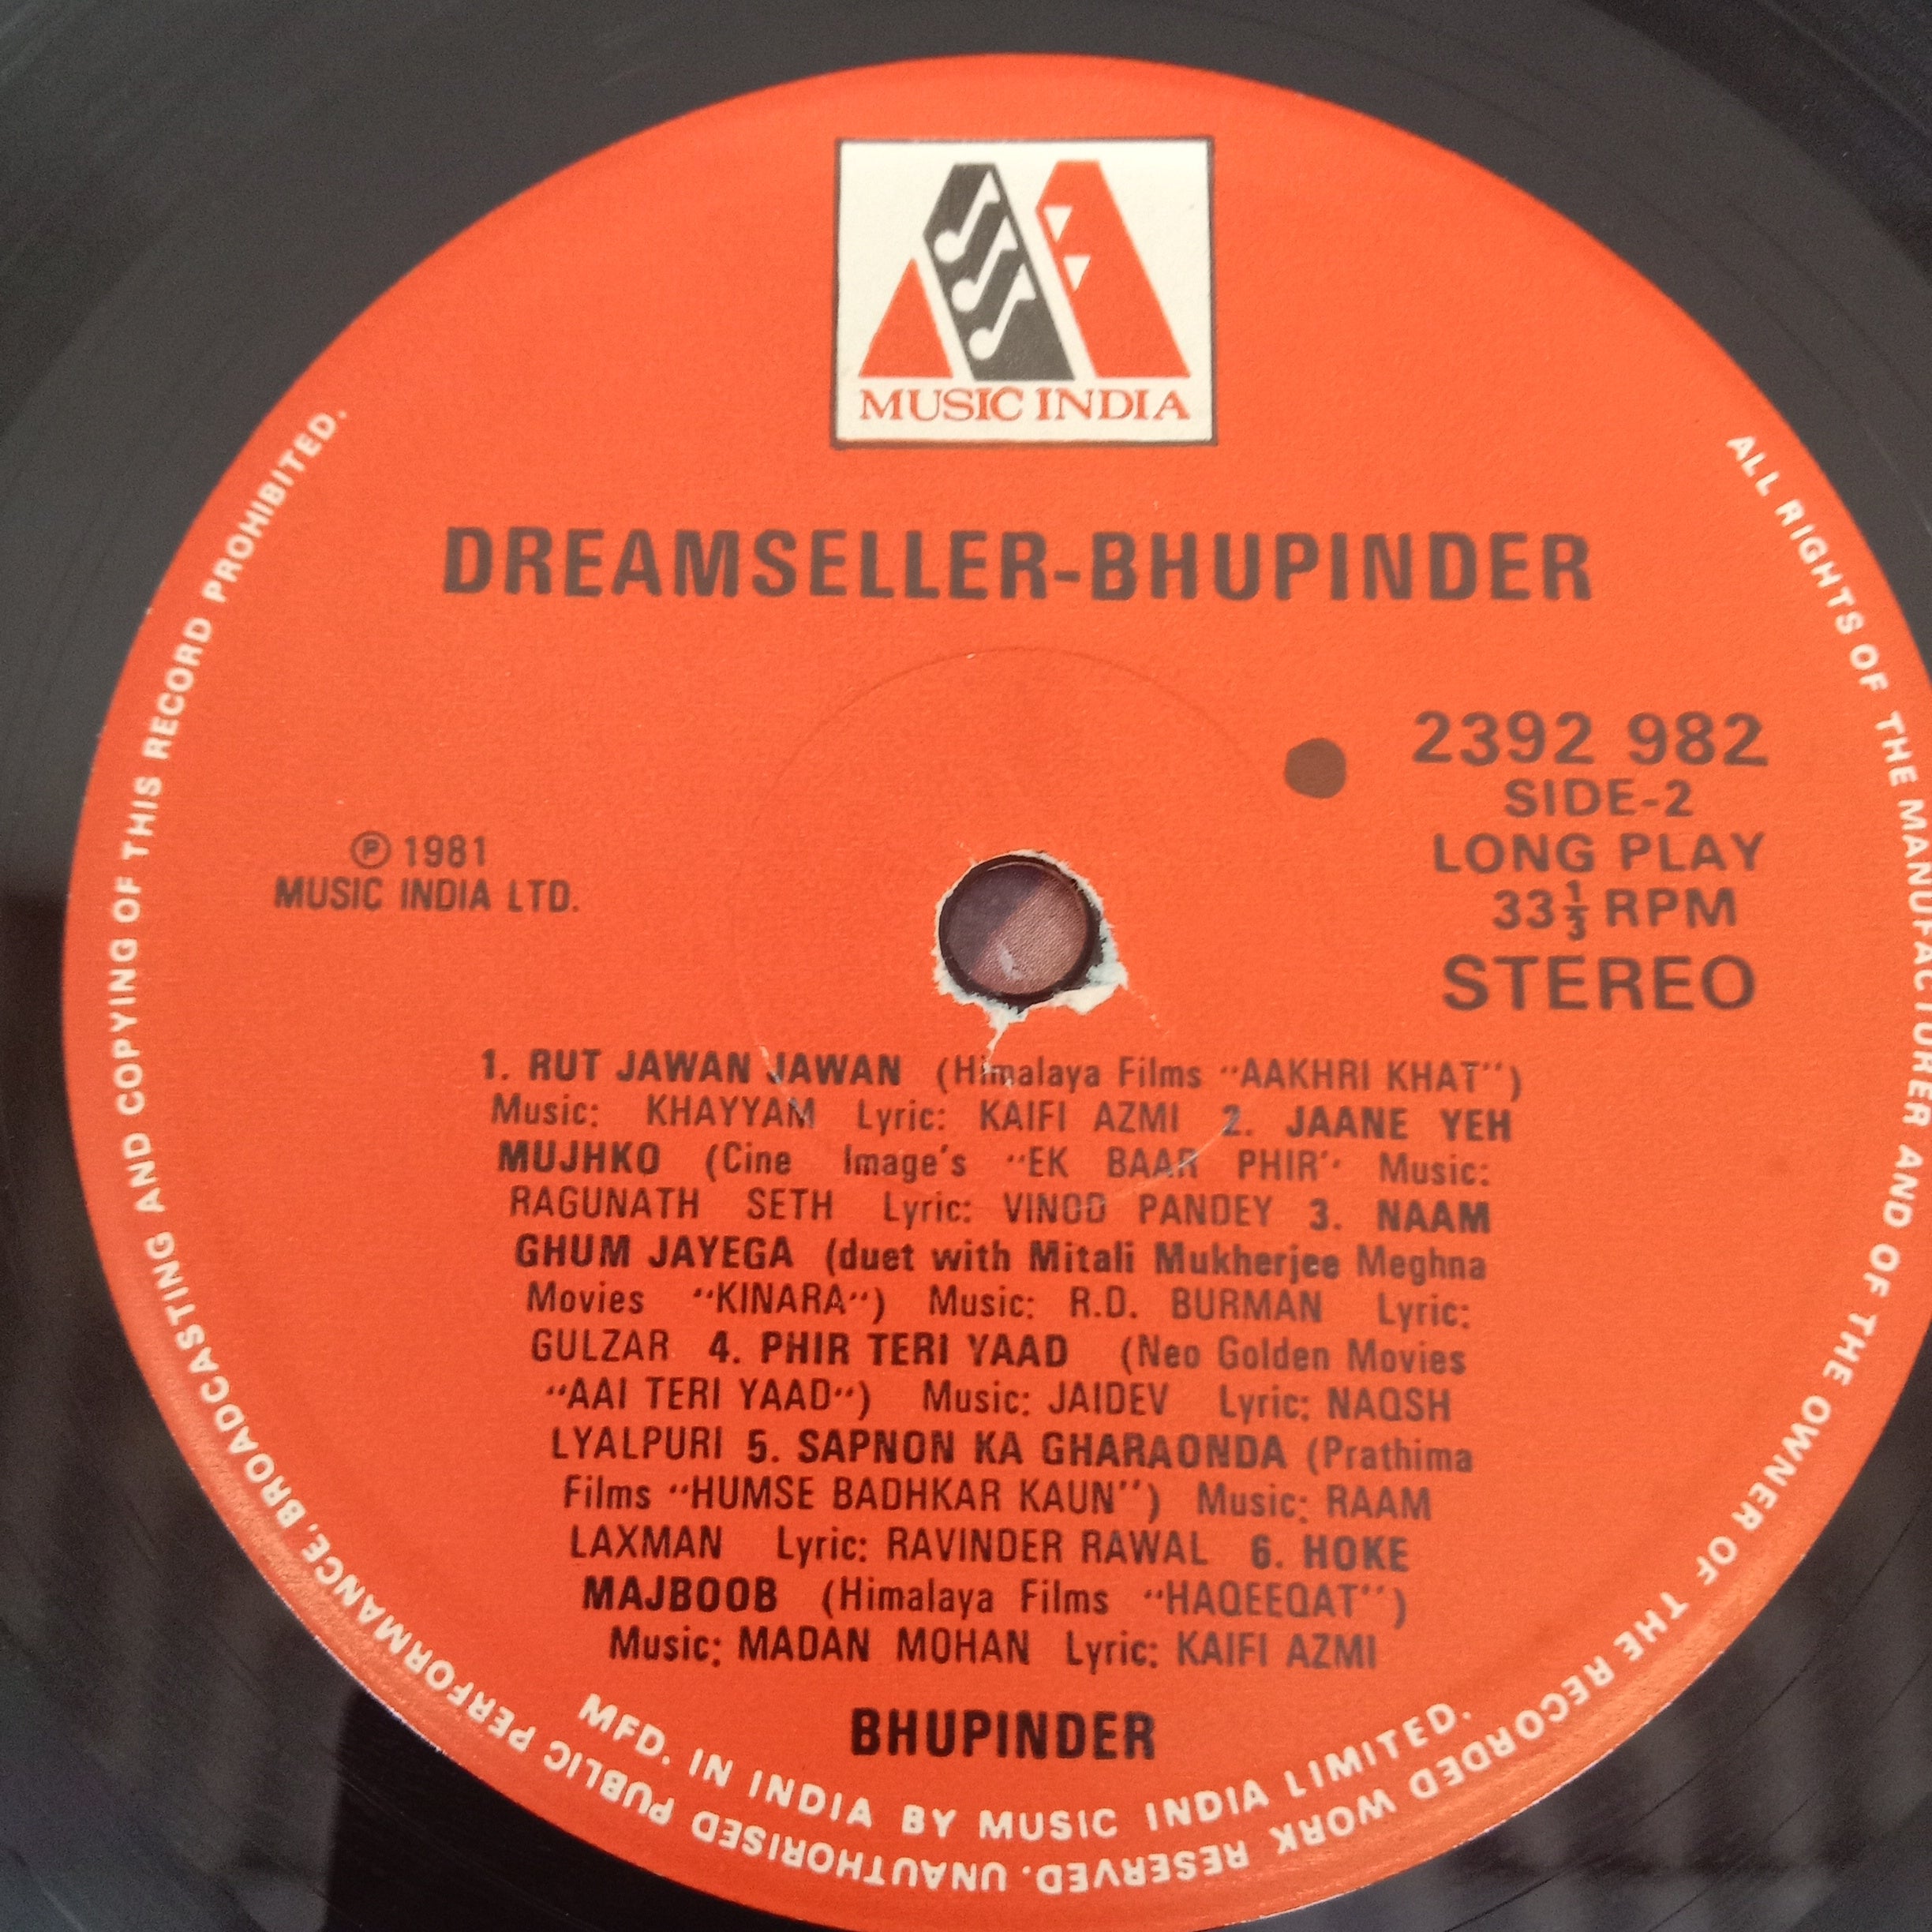 MUSIC INDIA
DREAMSELLER-BHUPINDER
2392 982
SIDE-2
LONG PLAY
33 1/3 RPM
STEREO
Ⓟ 1981
MUSIC INDIA LTD.
1. RUT JAWAN JAWAN (Himalaya Films "AAKHRI KHAT")
Music: KHAYYAM Lyric: KAIFI AZMI 2. JAANE YEH
MUJHKO (Cine Image's "EK BAAR PHIR" Music:
RAGUNATH SETH Lyric: VINOD PANDEY 3. NAAM
GHUM JAYEGA (duet with Mitali Mukherjee Meghna
Movies "KINARA") Music: R.D. BURMAN Lyric:
GULZAR 4. PHIR TERI YAAD (Neo Golden Movies
"AAI TERI YAAD") Music: JAIDEV Lyric: NAQSH
LYALPURI 5. SAPNON KA GHARAONDA (Prathima
Films "HUMSE BADHKAR KAUN") Music: RAAM
LAXMAN Lyric: RAVINDER RAWAL 6. HOKE
MAJBOOB (Himalaya Films "HAQEEQAT")
Music: MADAN MOHAN Lyric: KAIFI AZMI
BHUPINDER
MFD. IN INDIA BY MUSIC INDIA LIMITED.
ALL RIGHTS OF THE MANUFACTURER AND OF THE OWNER OF THE RECORDED WORK RESERVED. UNAUTHORISED PUBLIC PERFORMANCE, BROADCASTING AND COPYING OF THIS RECORD PROHIBITED.